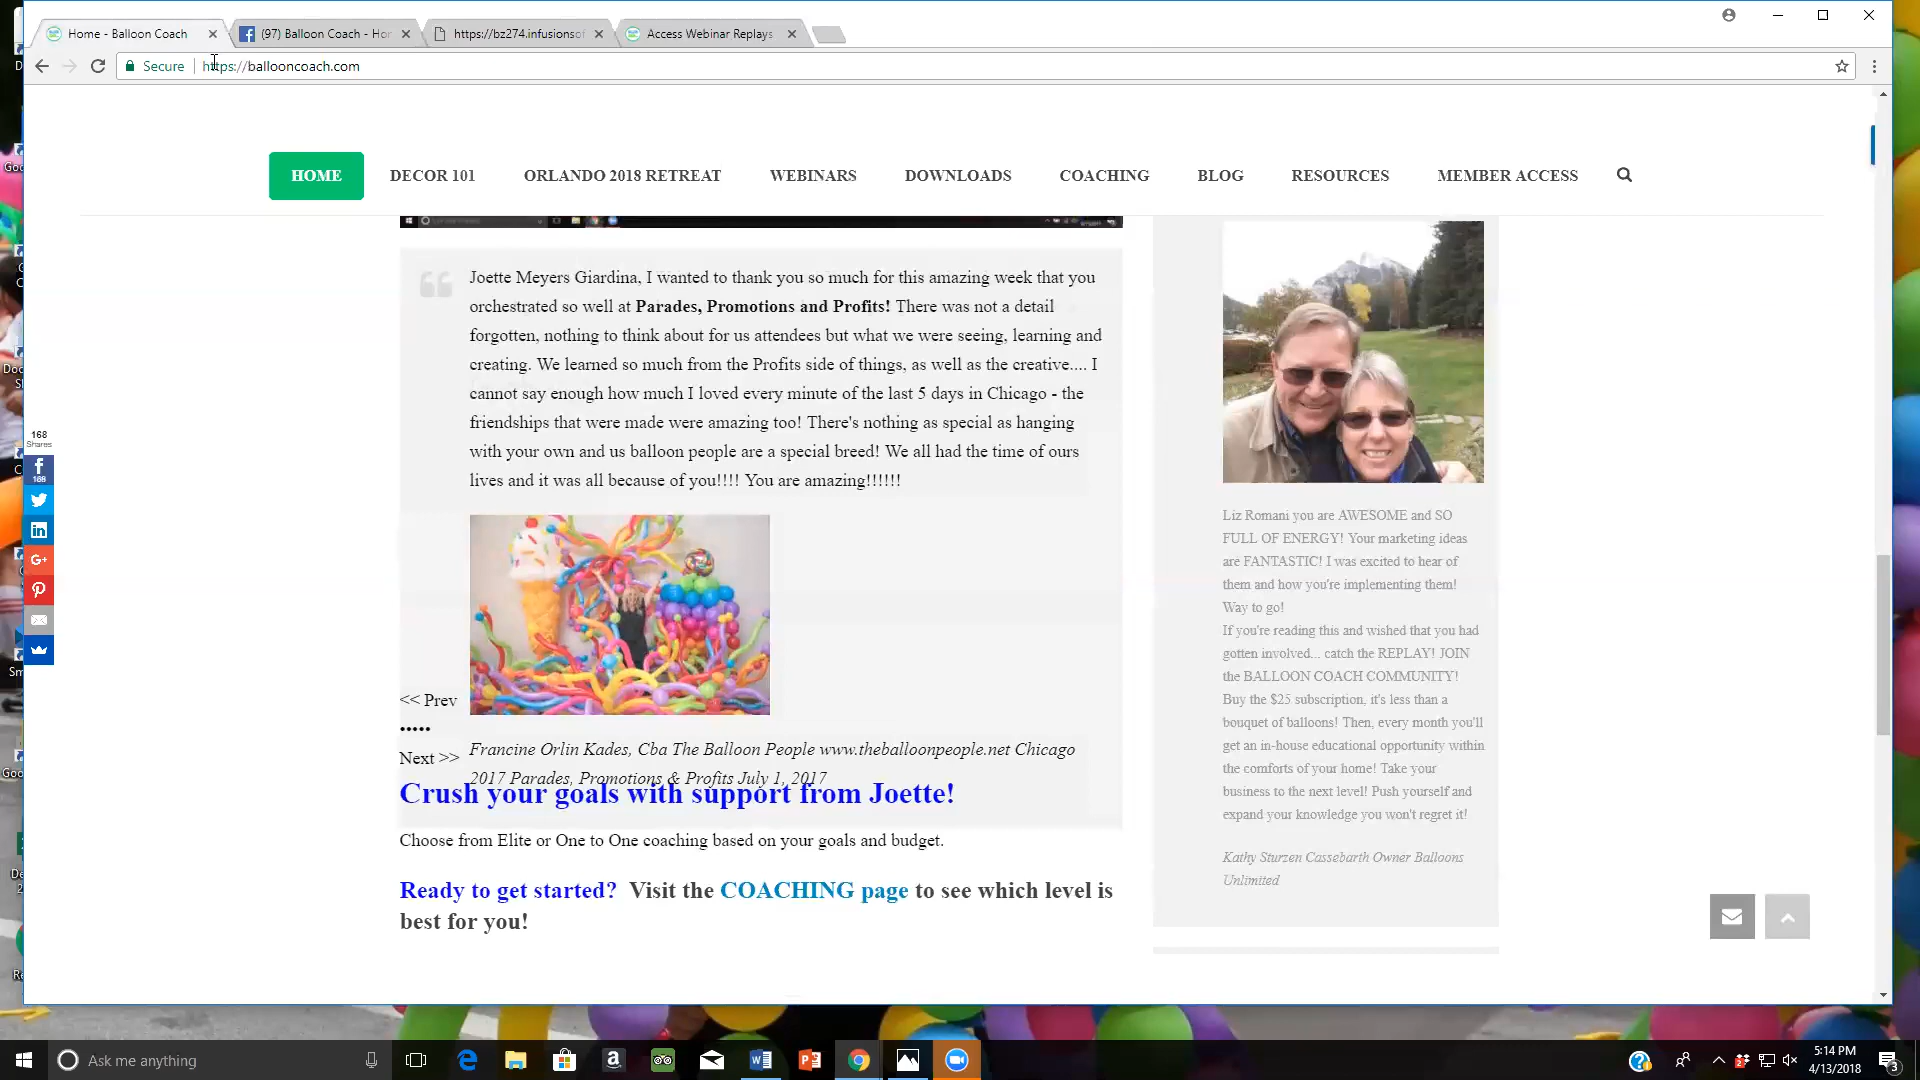 Home - Balloon Coach
(97) Balloon Coach - Hor
https://bz274.infusionsof
Access Webinar Replays
Secure
https://ballooncoach.com
HOME
DECOR 101
ORLANDO 2018 RETREAT
WEBINARS
DOWNLOADS
COACHING
BLOG
RESOURCES
MEMBER ACCESS
Joette Meyers Giardina, I wanted to thank you so much for this amazing week that you
orchestrated so well at Parades, Promotions and Profits! There was not a detail
forgotten, nothing to think about for us attendees but what we were seeing, learning and
creating. We learned so much from the Profits side of things, as well as the creative.... I
cannot say enough how much I loved every minute of the last 5 days in Chicago - the
friendships that were made were amazing too! There's nothing as special as hanging
with your own and us balloon people are a special breed! We all had the time of ours
lives and it was all because of you!!!! You are amazing!!!!!!
<< Prev
•••••
Next >>
Francine Orlin Kades, Cba The Balloon People www.theballoonpeople.net Chicago
2017 Parades, Promotions & Profits July 1, 2017
Crush your goals with support from Joette!
Choose from Elite or One to One coaching based on your goals and budget.
Ready to get started? Visit the COACHING page to see which level is
best for you!
168
Shares
168
Liz Romani you are AWESOME and SO
FULL OF ENERGY! Your marketing ideas
are FANTASTIC! I was excited to hear of
them and how you're implementing them!
Way to go!
If you're reading this and wished that you had
gotten involved... catch the REPLAY! JOIN
the BALLOON COACH COMMUNITY!
Buy the $25 subscription, it's less than a
bouquet of balloons! Then, every month you'll
get an in-house educational opportunity within
the comforts of your home! Take your
business to the next level! Push yourself and
expand your knowledge you won't regret it!
Kathy Sturzen Cassebarth Owner Balloons
Unlimited
Ask me anything
5:14 PM
4/13/2018
3